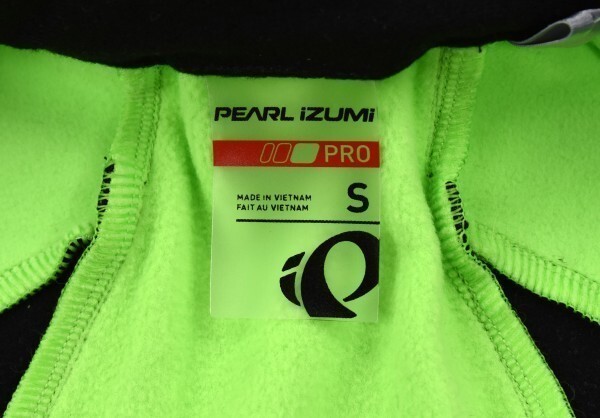 PEARL iZUMi
PRO
MADE IN VIETNAM
FAIT AU VIETNAM
S